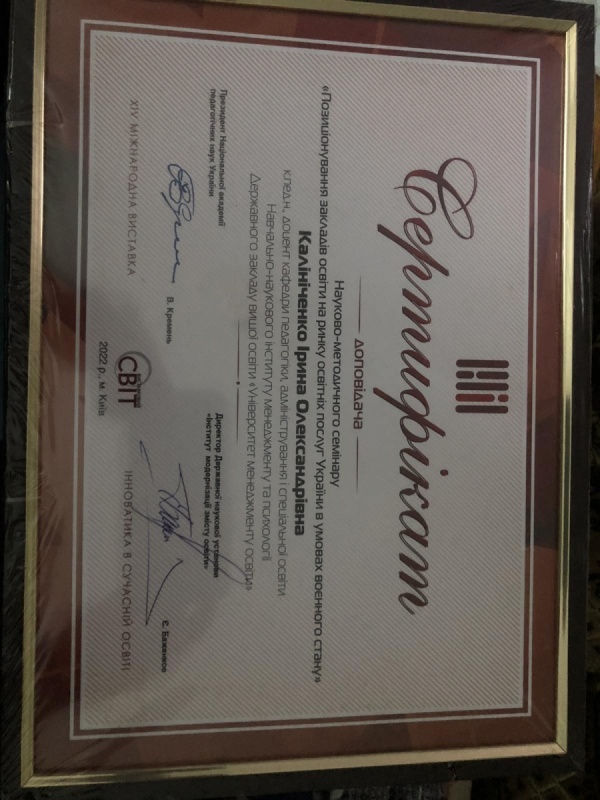 Сертифікат
доповідача
Науково-методичного семінару
«Позиціонування закладів освіти на ринку освітніх послуг України в умовах воєнного стану»
Калініченко Ірина Олександрівна
к.пед.н., доцент кафедри педагогіки, адміністрування і спеціальної освіти
Навчально-наукового інституту менеджменту та психології
Державного закладу вищої освіти «Університет менеджменту освіти»
Президент Національної академії
педагогічних наук України
В. Кремень
Директор Державної наукової установи
«Інститут модернізації змісту освіти»
Є. Баженков
XIV МІЖНАРОДНА ВИСТАВКА
СВІТ
ІННОВАТИКА В СУЧАСНІЙ ОСВІТІ
2022 р., м. Київ